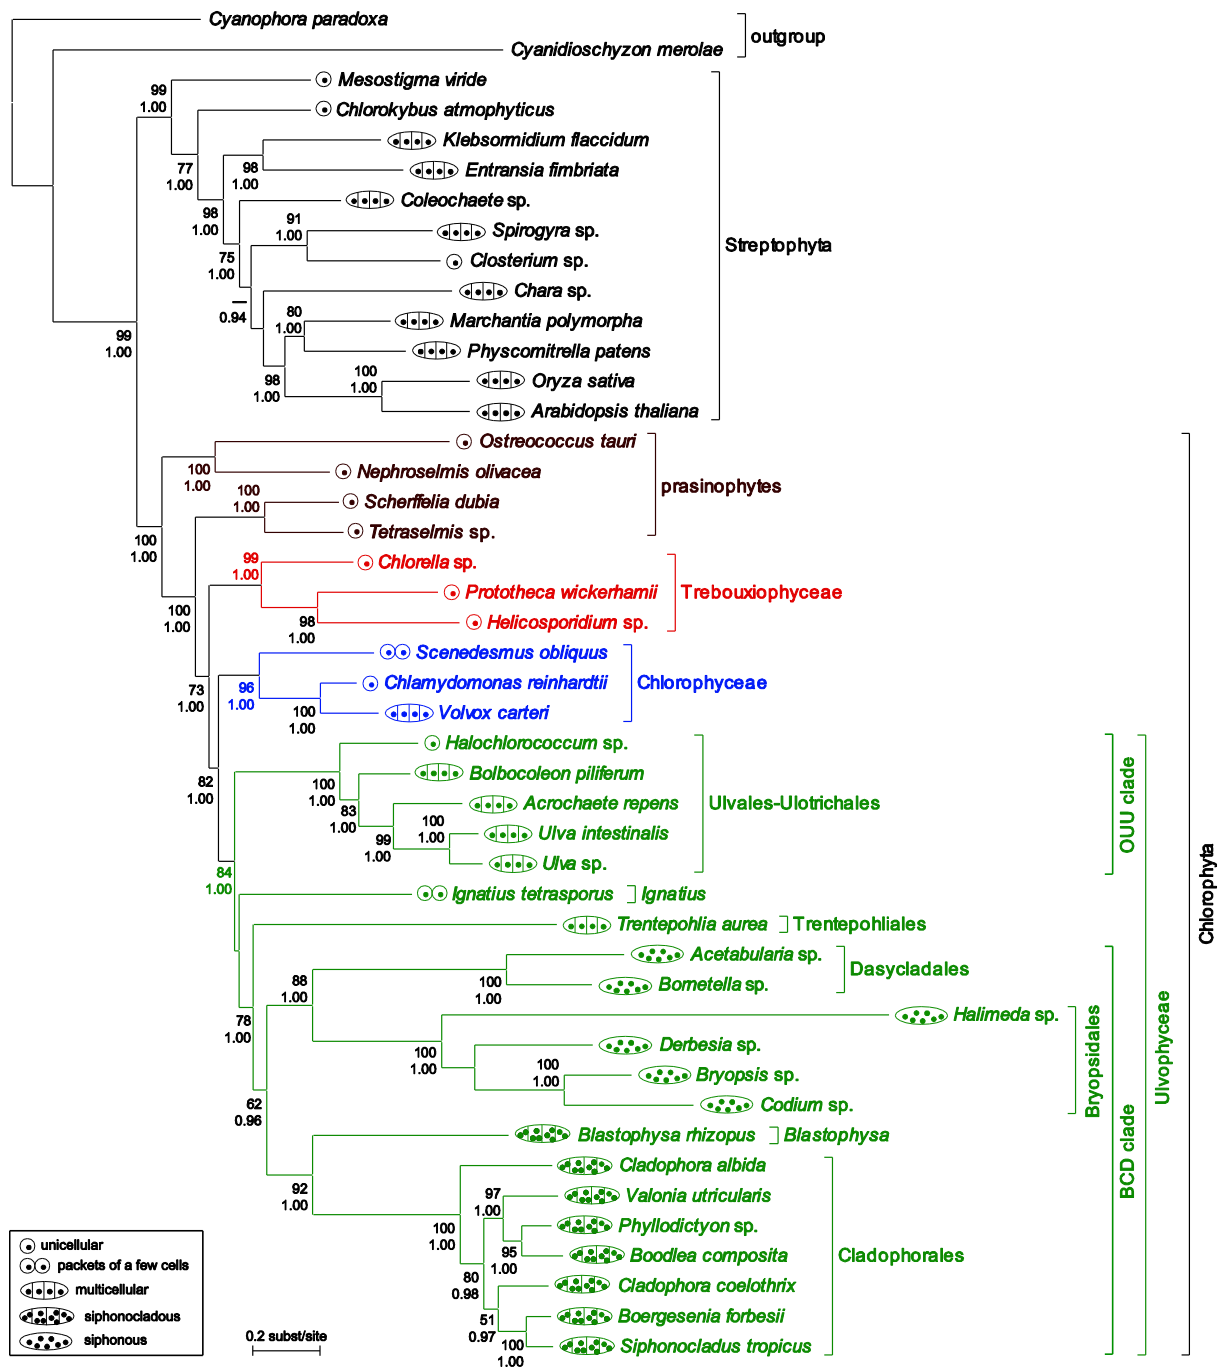 Cyanophora paradoxa
outgroup
Cyanidioschyzon merolae
Mesostigma viride
99
1.00
Chlorokybus atmophyticus
Klebsormidium flaccidum
77
1.00
98
1.00
Entransia fimbriata
Coleochaete sp.
98
1.00
91
1.00
Spirogyra sp.
Streptophyta
75
1.00
Closterium sp.
Chara sp.
—
0.94
80
1.00
Marchantia polymorpha
99
1.00
Physcomitrella patens
98
1.00
100
1.00
Oryza sativa
Arabidopsis thaliana
Ostreococcus tauri
100
1.00
Nephroselmis olivacea
prasinophytes
100
1.00
Scherffelia dubia
Tetraselmis sp.
100
1.00
99
1.00
Chlorella sp.
Prototheca wickerhamii
Trebouxiophyceae
100
1.00
98
1.00
Helicosporidium sp.
Scenedesmus obliquus
73
1.00
96
1.00
Chlamydomonas reinhardtii
Chlorophyceae
100
1.00
Volvox carteri
Halochlorococcum sp.
82
1.00
100
1.00
Bolbocoleon piliferum
83
1.00
Acrochaete repens
Ulvales-Ulotrichales
OUU clade
99
1.00
100
1.00
Ulva intestinalis
Ulva sp.
84
1.00
Ignatius tetrasporus
Ignatius
Trentepohlia aurea
Trentepohliales
Chlorophyta
Acetabularia sp.
Dasycladales
88
1.00
100
1.00
Bornetella sp.
78
1.00
Halimeda sp.
100
1.00
Derbesia sp.
Bryopsidales
Ulvophyceae
100
1.00
Bryopsis sp.
62
0.96
Codium sp.
Blastophysa rhizopus
Blastophysa
BCD clade
92
1.00
Cladophora albida
97
1.00
Valonia utricularis
100
1.00
Phyllodictyon sp.
95
1.00
Boodlea composita
Cladophorales
80
0.98
Cladophora coelothrix
51
0.97
Boergesenia forbesii
100
1.00
Siphonocladus tropicus
unicellular
packets of a few cells
multicellular
siphonocladous
siphonous
0.2 subst/site